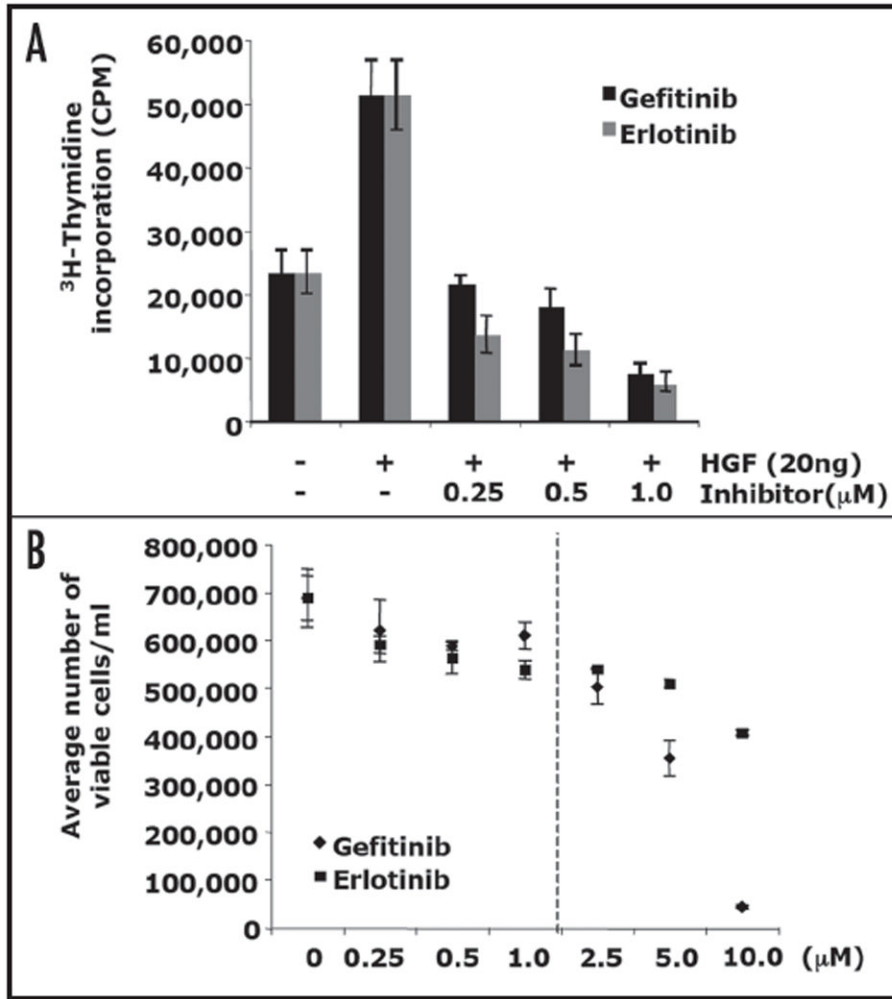 A
³H-Thymidine
incorporation (CPM)
60,000
50,000
40,000
30,000
20,000
10,000
0
Gefitinib
Erlotinib
- + + + + HGF (20ng)
- - 0.25 0.5 1.0 Inhibitor(μM)
B
Average number of
viable cells/ml
800,000
700,000
600,000
500,000
400,000
300,000
200,000
100,000
0
Gefitinib
Erlotinib
0 0.25 0.5 1.0 2.5 5.0 10.0 (μM)